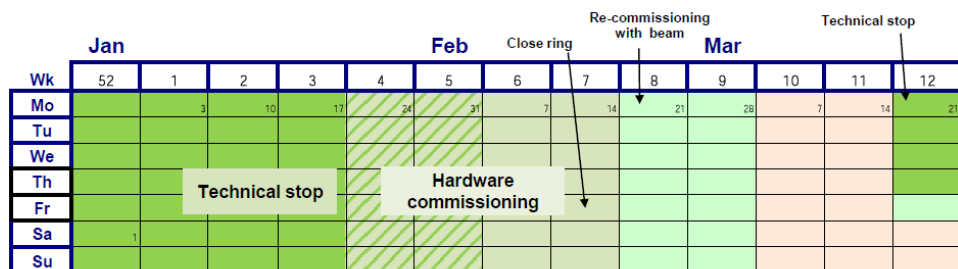 Re-commissioning
with beam
Technical stop
Jan Feb Close ring Mar
Wk 52 1 2 3 4 5 6 7 8 9 10 11 12
Mo 3 10 17 24 31 7 14 21 28 7 14 21
Tu
We
Th
Technical stop
Hardware
commissioning
Fr
Sa 1
Su